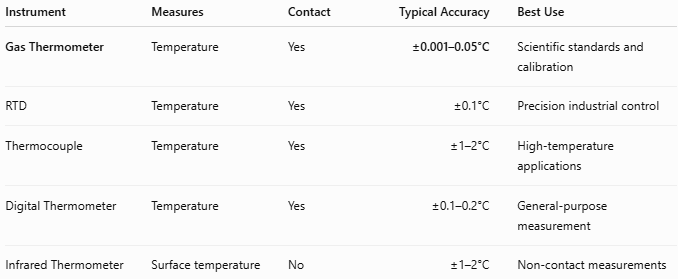 Instrument Measures Contact Typical Accuracy Best Use
Gas Thermometer Temperature Yes ±0.001–0.05°C Scientific standards and
calibration
RTD Temperature Yes ±0.1°C Precision industrial control
Thermocouple Temperature Yes ±1–2°C High-temperature
applications
Digital Thermometer Temperature Yes ±0.1–0.2°C General-purpose
measurement
Infrared Thermometer Surface temperature No ±1–2°C Non-contact measurements